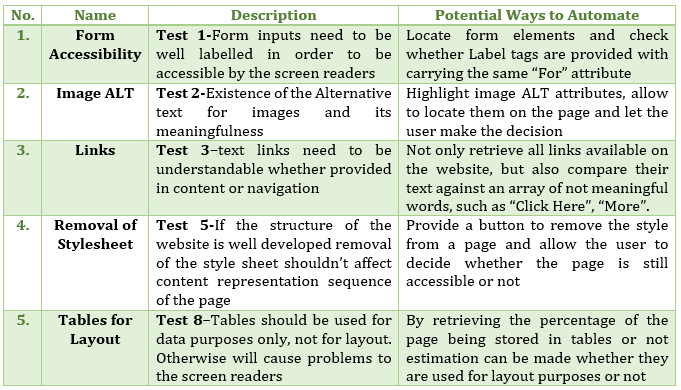 No. Name Description Potential Ways to Automate
1. Form Accessibility
Test 1-Form inputs need to be
well labelled in order to be
accessible by the screen readers
Locate form elements and check
whether Label tags are provided with
carrying the same “For” attribute
2. Image ALT
Test 2-Existence of the Alternative
text for images and its
meaningfulness
Highlight image ALT attributes, allow
to locate them on the page and let the
user make the decision
3. Links
Test 3–text links need to be
understandable whether provided
in content or navigation
Not only retrieve all links available on
the website, but also compare their
text against an array of not meaningful
words, such as “Click Here”, “More”.
4. Removal of
Stylesheet
Test 5-If the structure of the
website is well developed removal
of the style sheet shouldn’t affect
content representation sequence
of the page
Provide a button to remove the style
from a page and allow the user to
decide whether the page is still
accessible or not
5. Tables for
Layout
Test 8–Tables should be used for
data purposes only, not for layout.
Otherwise will cause problems to
the screen readers
By retrieving the percentage of the
page being stored in tables or not
estimation can be made whether they
are used for layout purposes or not